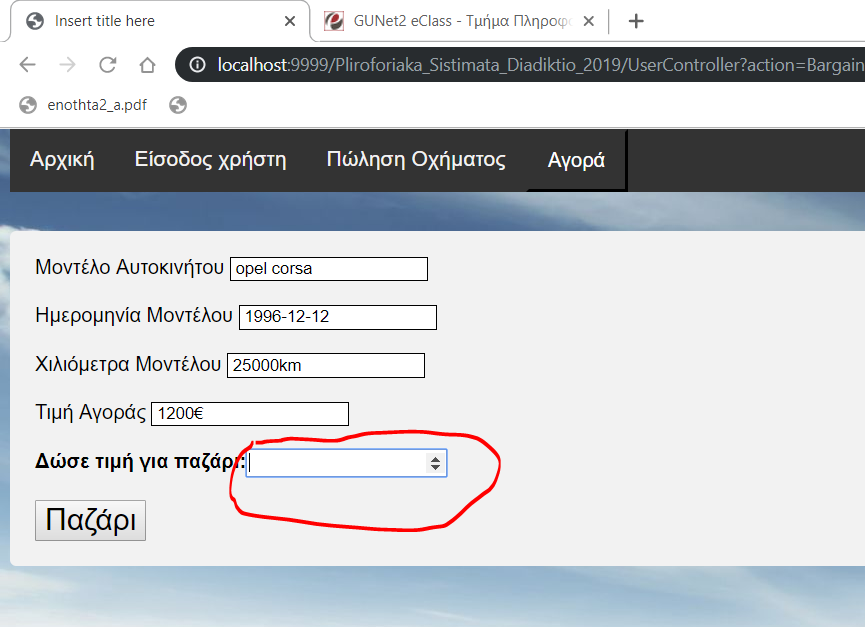 Insert title here
GUNet2 eClass - Τμήμα Πληροφο
localhost:9999/Pliroforiaka_Sistimata_Diadiktio_2019/UserController?action=Bargain
enothta2_a.pdf
Αρχική Είσοδος χρήστη Πώληση Οχήματος Αγορά
Μοντέλο Αυτοκινήτου opel corsa
Ημερομηνία Μοντέλου 1996-12-12
Χιλιόμετρα Μοντέλου 25000km
Τιμή Αγοράς 1200€
Δώσε τιμή για παζάρι:
Παζάρι